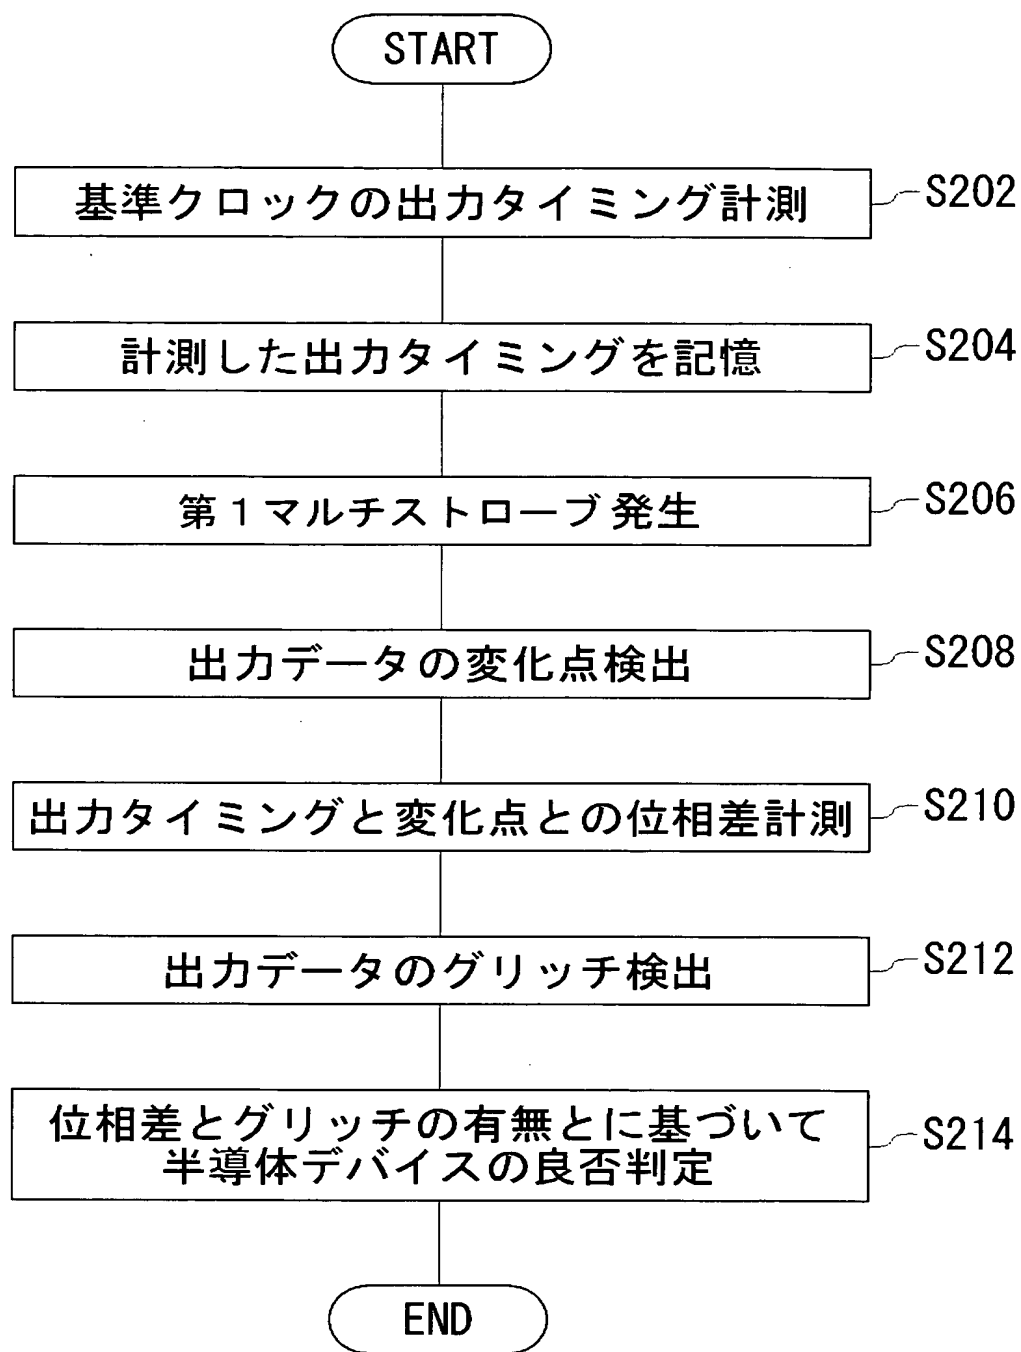 START
基準クロックの出力タイミング計測
S202
計測した出力タイミングを記憶
S204
第1マルチストローブ発生
S206
出力データの変化点検出
S208
出力タイミングと変化点との位相差計測
S210
出力データのグリッチ検出
S212
位相差とグリッチの有無とに基づいて
半導体デバイスの良否判定
S214
END